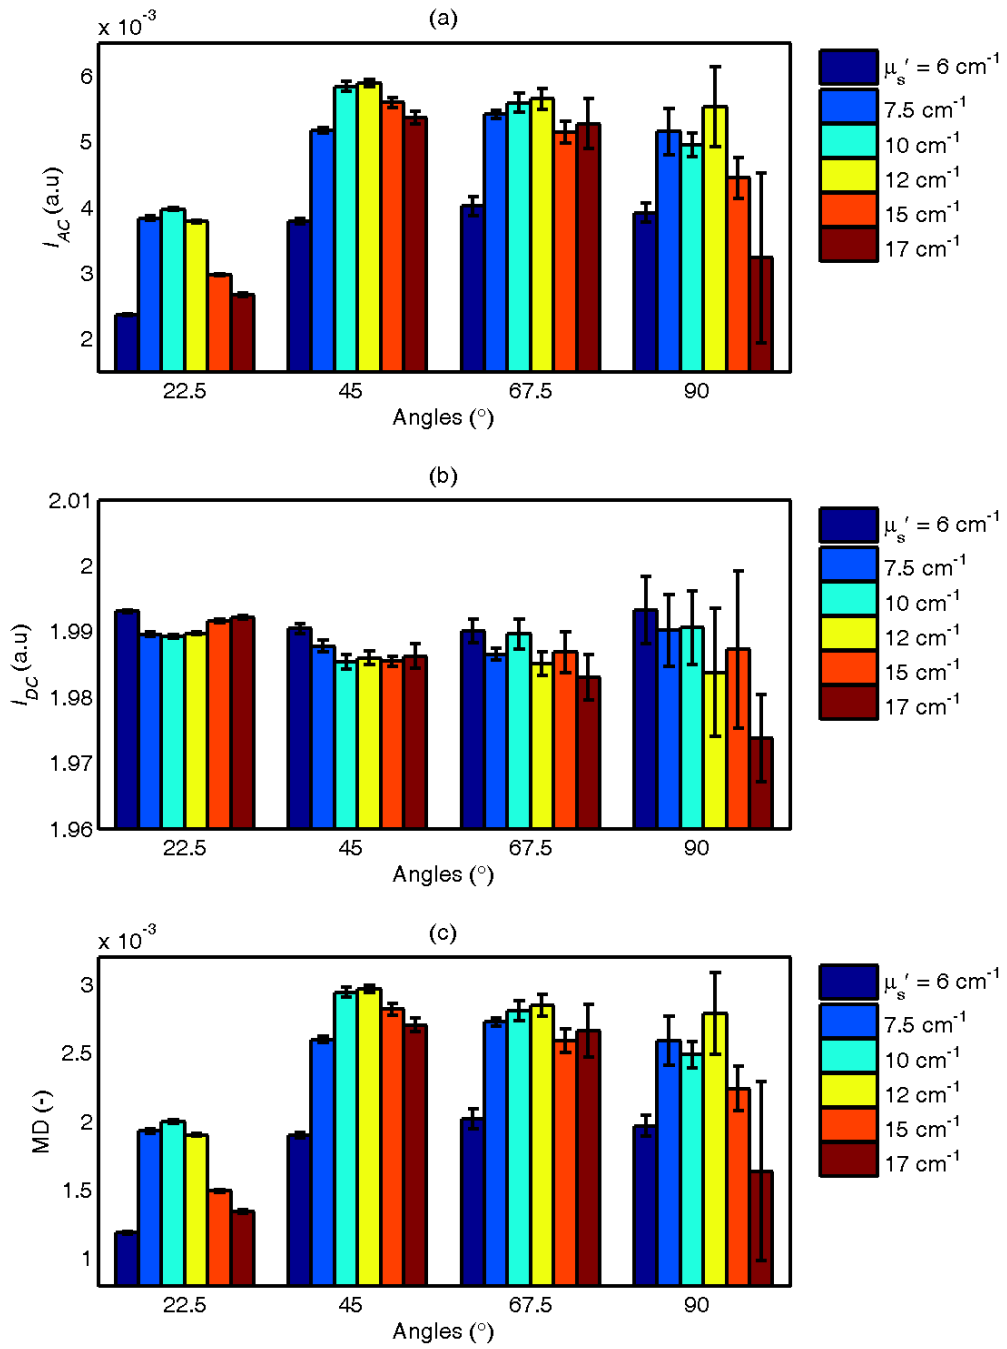 (a)
x 10⁻³
6
5
4
3
2
I_AC (a.u)
22.5 45 67.5 90
Angles (°)
μ_s′ = 6 cm⁻¹
7.5 cm⁻¹
10 cm⁻¹
12 cm⁻¹
15 cm⁻¹
17 cm⁻¹
(b)
2.01
2
1.99
1.98
1.97
1.96
I_DC (a.u)
22.5 45 67.5 90
Angles (°)
μ_s′ = 6 cm⁻¹
7.5 cm⁻¹
10 cm⁻¹
12 cm⁻¹
15 cm⁻¹
17 cm⁻¹
(c)
x 10⁻³
3
2.5
2
1.5
1
MD (-)
22.5 45 67.5 90
Angles (°)
μ_s′ = 6 cm⁻¹
7.5 cm⁻¹
10 cm⁻¹
12 cm⁻¹
15 cm⁻¹
17 cm⁻¹